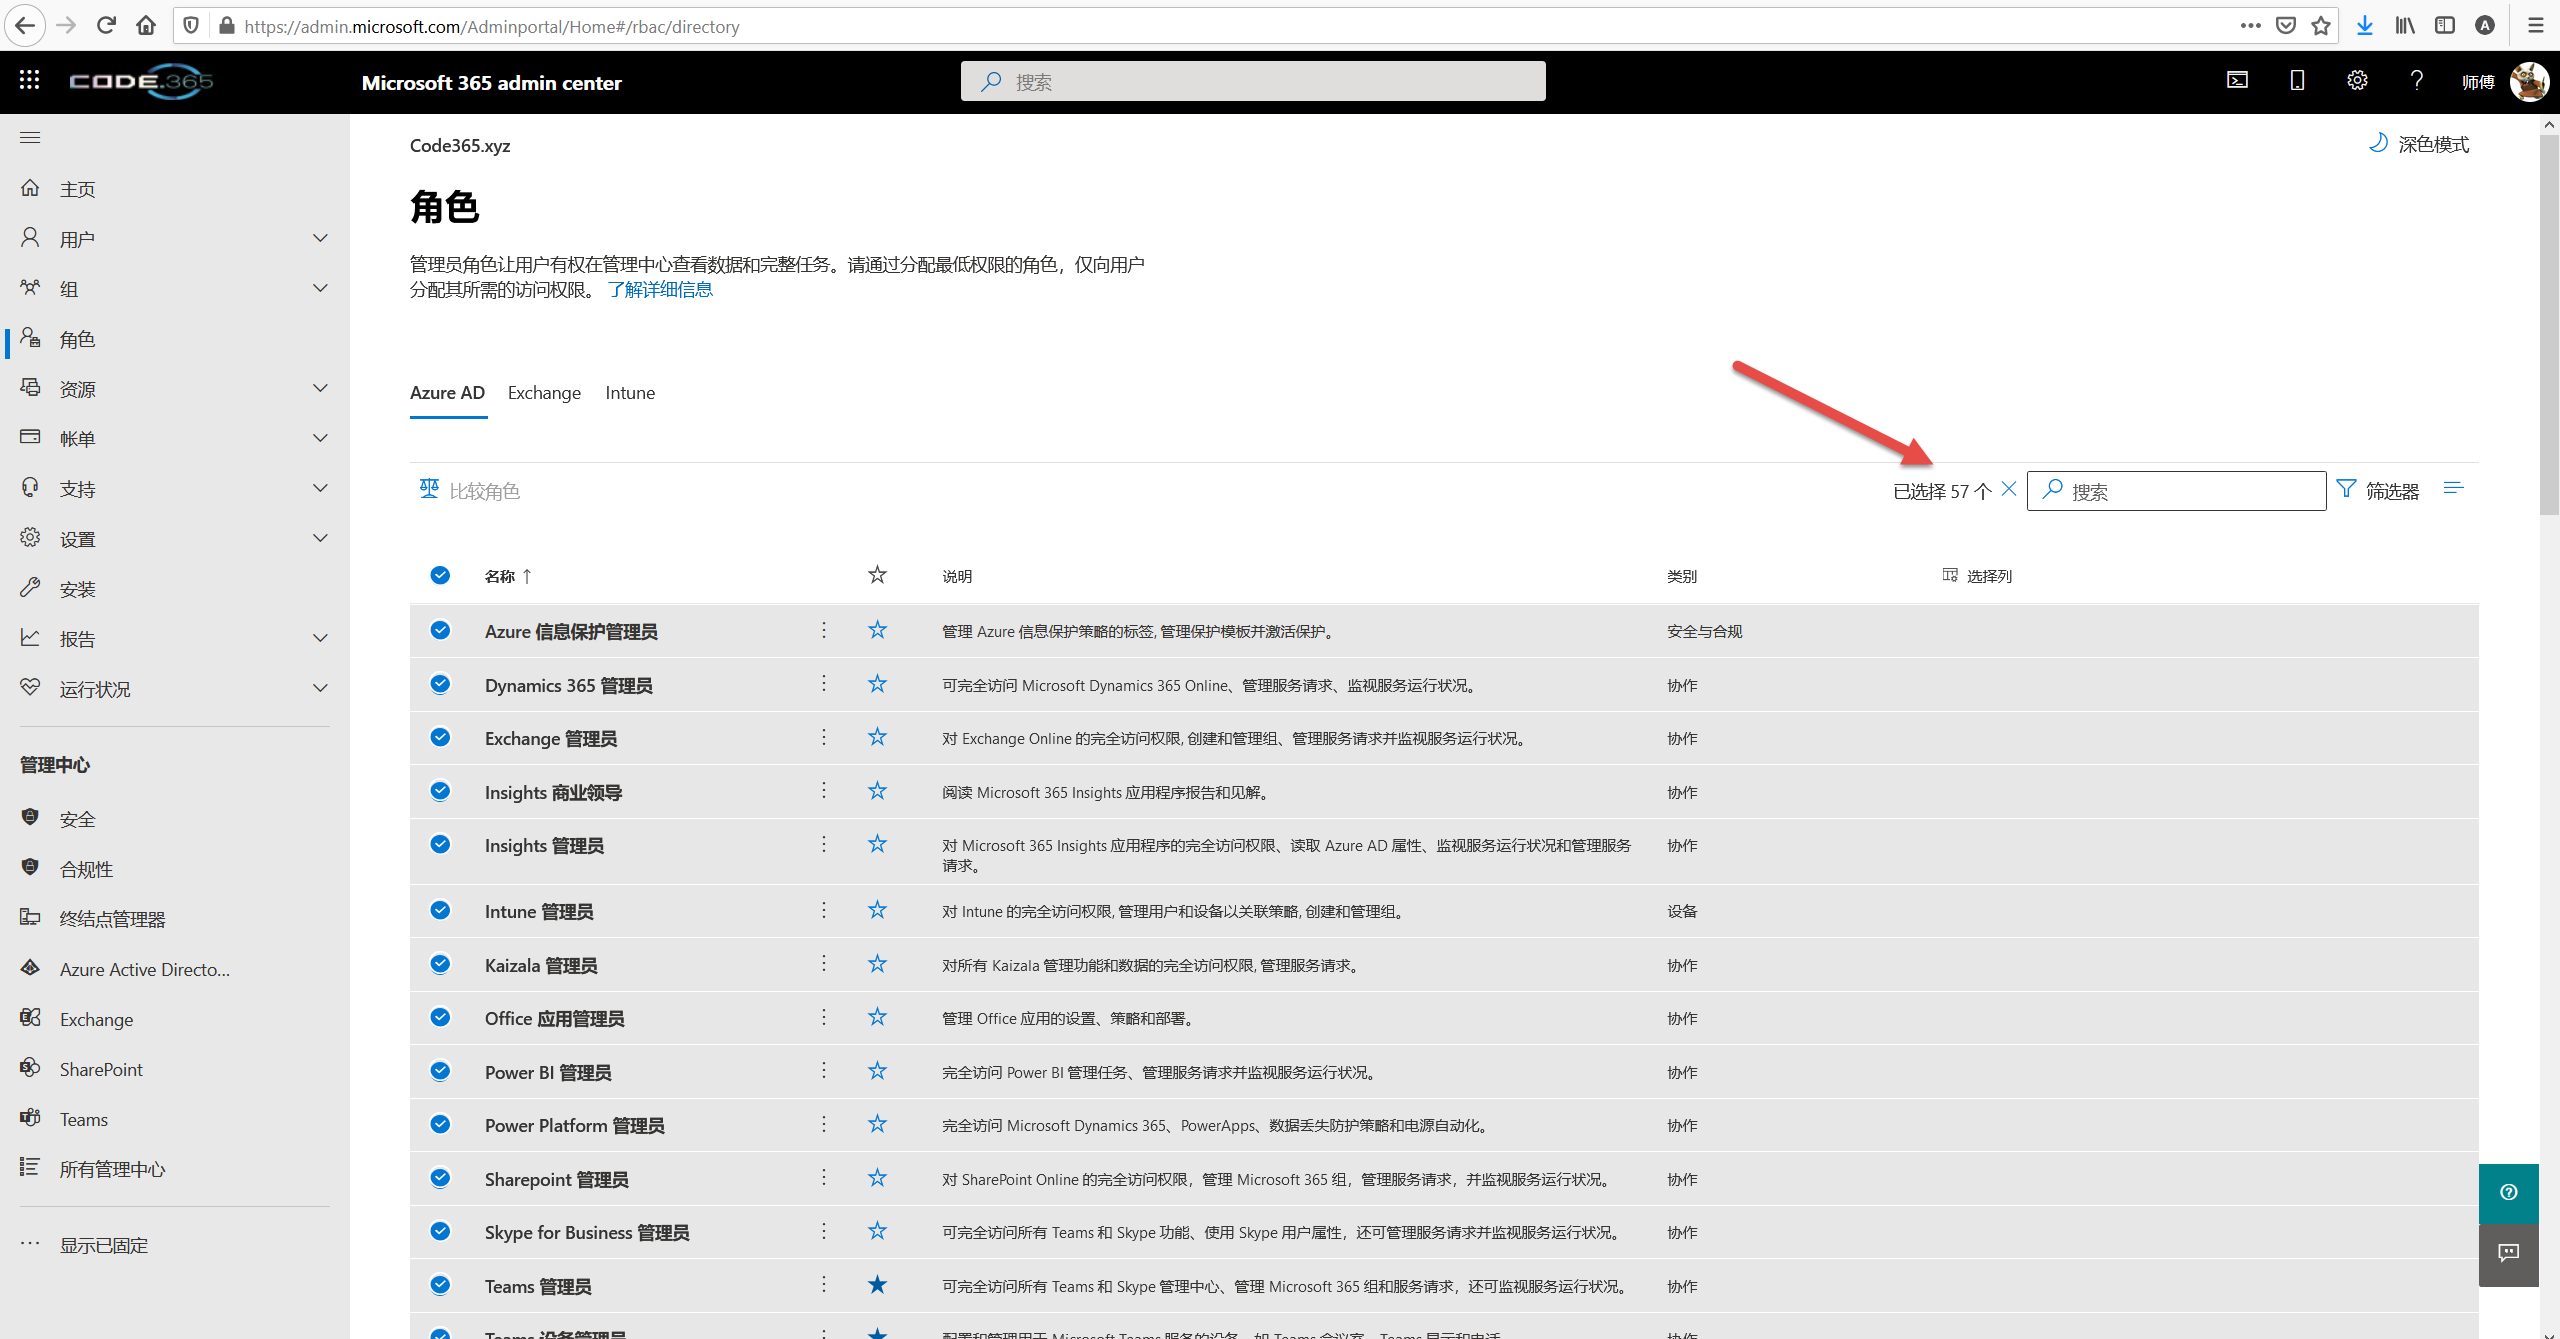 https://admin.microsoft.com/Adminportal/Home#/rbac/directory
CODE.365
Microsoft 365 admin center
搜索
师傅
Code365.xyz
深色模式
角色
管理员角色让用户有权在管理中心查看数据和完整任务。请通过分配最低权限的角色，仅向用户
分配其所需的访问权限。 了解详细信息
主页
用户
组
角色
资源
帐单
支持
设置
安装
报告
运行状况
管理中心
安全
合规性
终结点管理器
Azure Active Directo...
Exchange
SharePoint
Teams
所有管理中心
显示已固定
Azure AD Exchange Intune
比较角色
已选择 57 个
搜索
筛选器
名称 ↑ 说明 类别 选择列
Azure 信息保护管理员 管理 Azure 信息保护策略的标签, 管理保护模板并激活保护。 安全与合规
Dynamics 365 管理员 可完全访问 Microsoft Dynamics 365 Online、管理服务请求、监视服务运行状况。 协作
Exchange 管理员 对 Exchange Online 的完全访问权限, 创建和管理组、管理服务请求并监视服务运行状况。 协作
Insights 商业领导 阅读 Microsoft 365 Insights 应用程序报告和见解。 协作
Insights 管理员 对 Microsoft 365 Insights 应用程序的完全访问权限、读取 Azure AD 属性、监视服务运行状况和管理服务 协作
请求。
Intune 管理员 对 Intune 的完全访问权限, 管理用户和设备以关联策略, 创建和管理组。 设备
Kaizala 管理员 对所有 Kaizala 管理功能和数据的完全访问权限, 管理服务请求。 协作
Office 应用管理员 管理 Office 应用的设置、策略和部署。 协作
Power BI 管理员 完全访问 Power BI 管理任务、管理服务请求并监视服务运行状况。 协作
Power Platform 管理员 完全访问 Microsoft Dynamics 365、PowerApps、数据丢失防护策略和电源自动化。 协作
Sharepoint 管理员 对 SharePoint Online 的完全访问权限，管理 Microsoft 365 组，管理服务请求，并监视服务运行状况。 协作
Skype for Business 管理员 可完全访问所有 Teams 和 Skype 功能、使用 Skype 用户属性，还可管理服务请求并监视服务运行状况。 协作
Teams 管理员 可完全访问所有 Teams 和 Skype 管理中心、管理 Microsoft 365 组和服务请求，还可监视服务运行状况。 协作
Teams 设备管理员 配置和管理用于 Microsoft Teams 服务的设备，如 Teams 会议室、Teams 显示和电话。 协作